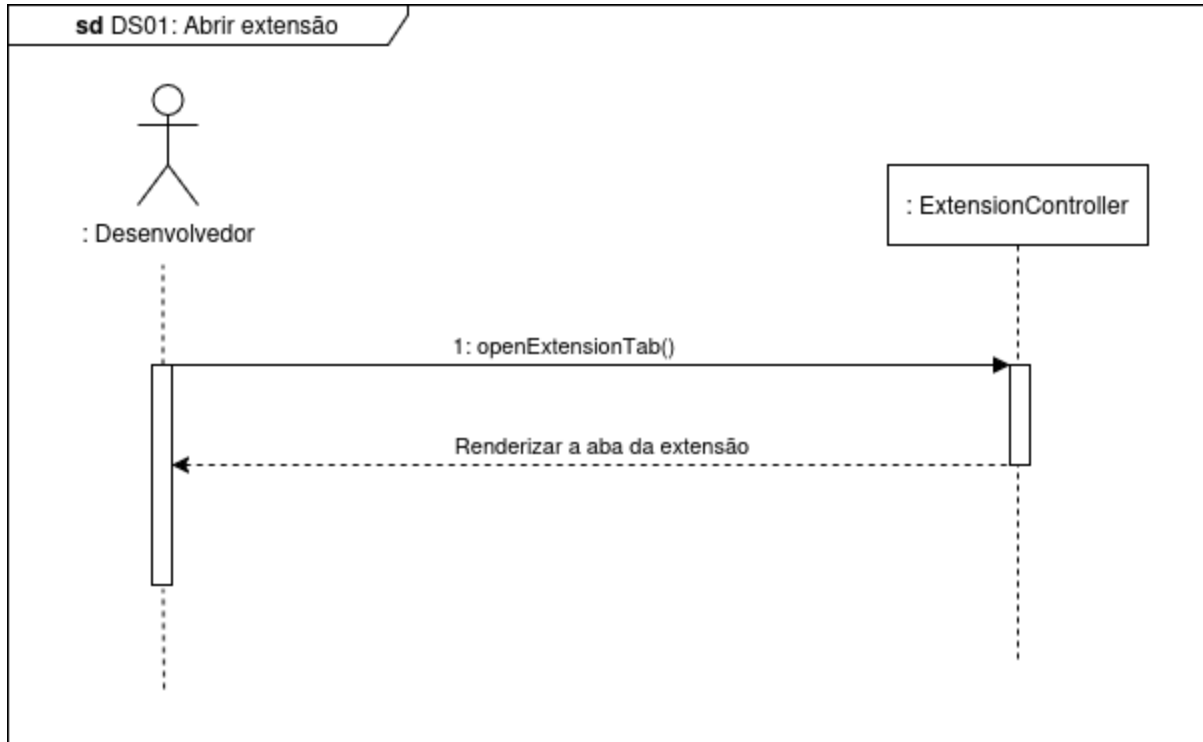 sd DS01: Abrir extensão
: Desenvolvedor
: ExtensionController
1: openExtensionTab()
Renderizar a aba da extensão